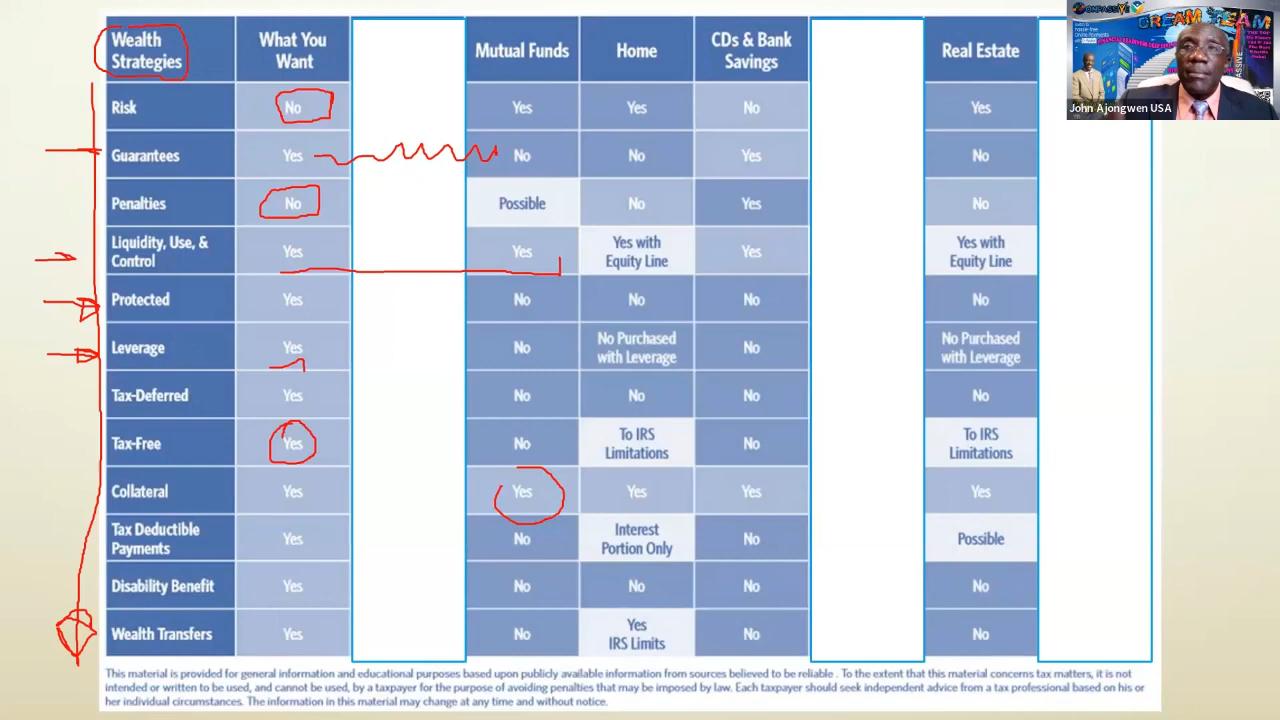 Wealth Strategies What You Want Mutual Funds Home CDs & Bank Savings Real Estate
Risk No Yes Yes No Yes
Guarantees Yes No No Yes No
Penalties No Possible No Yes No
Liquidity, Use, & Control Yes Yes Yes with Equity Line Yes Yes with Equity Line
Protected Yes No No No No
Leverage Yes No No Purchased with Leverage No No Purchased with Leverage
Tax-Deferred Yes No No No No
Tax-Free Yes No To IRS Limitations No To IRS Limitations
Collateral Yes Yes Yes Yes Yes
Tax Deductible Payments Yes No Interest Portion Only No Possible
Disability Benefit Yes No No No No
Wealth Transfers Yes No Yes IRS Limits No No
This material is provided for general information and educational purposes based upon publicly available information from sources believed to be reliable . To the extent that this material concerns tax matters, it is not
intended or written to be used, and cannot be used, by a taxpayer for the purpose of avoiding penalties that may be imposed by law. Each taxpayer should seek independent advice from a tax professional based on his or
her individual circumstances. The information in this material may change at any time and without notice.
DREAM TEAM
John Ajongwen USA